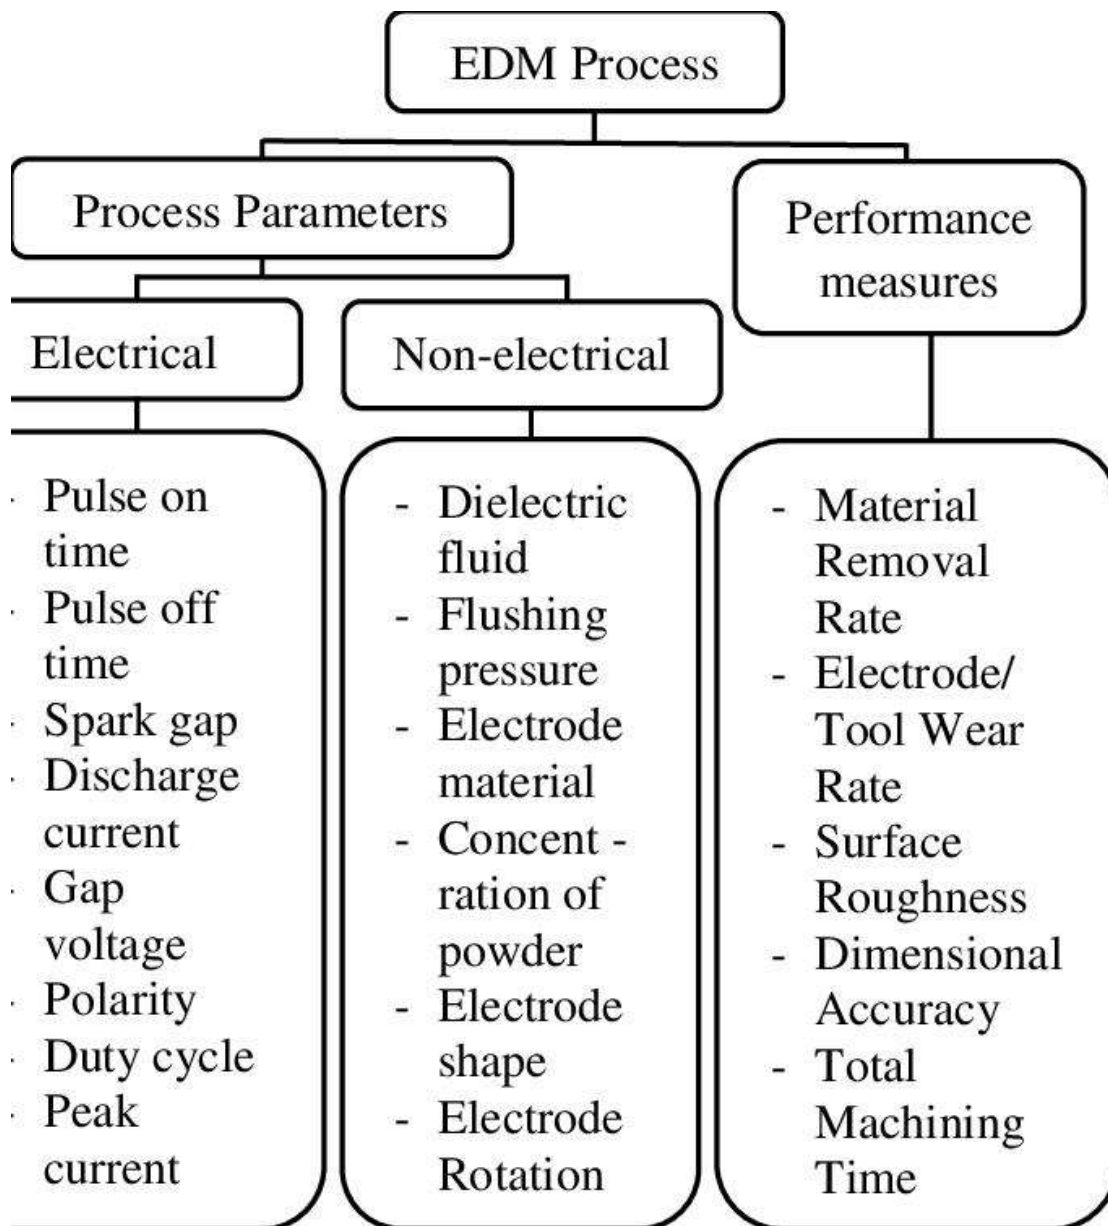 EDM Process
Process Parameters
Performance
measures
Electrical
Non-electrical
- Pulse on
time
- Pulse off
time
- Spark gap
- Discharge
current
- Gap
voltage
- Polarity
- Duty cycle
- Peak
current
- Dielectric
fluid
- Flushing
pressure
- Electrode
material
- Concent -
ration of
powder
- Electrode
shape
- Electrode
Rotation
- Material
Removal
Rate
- Electrode/
Tool Wear
Rate
- Surface
Roughness
- Dimensional
Accuracy
- Total
Machining
Time